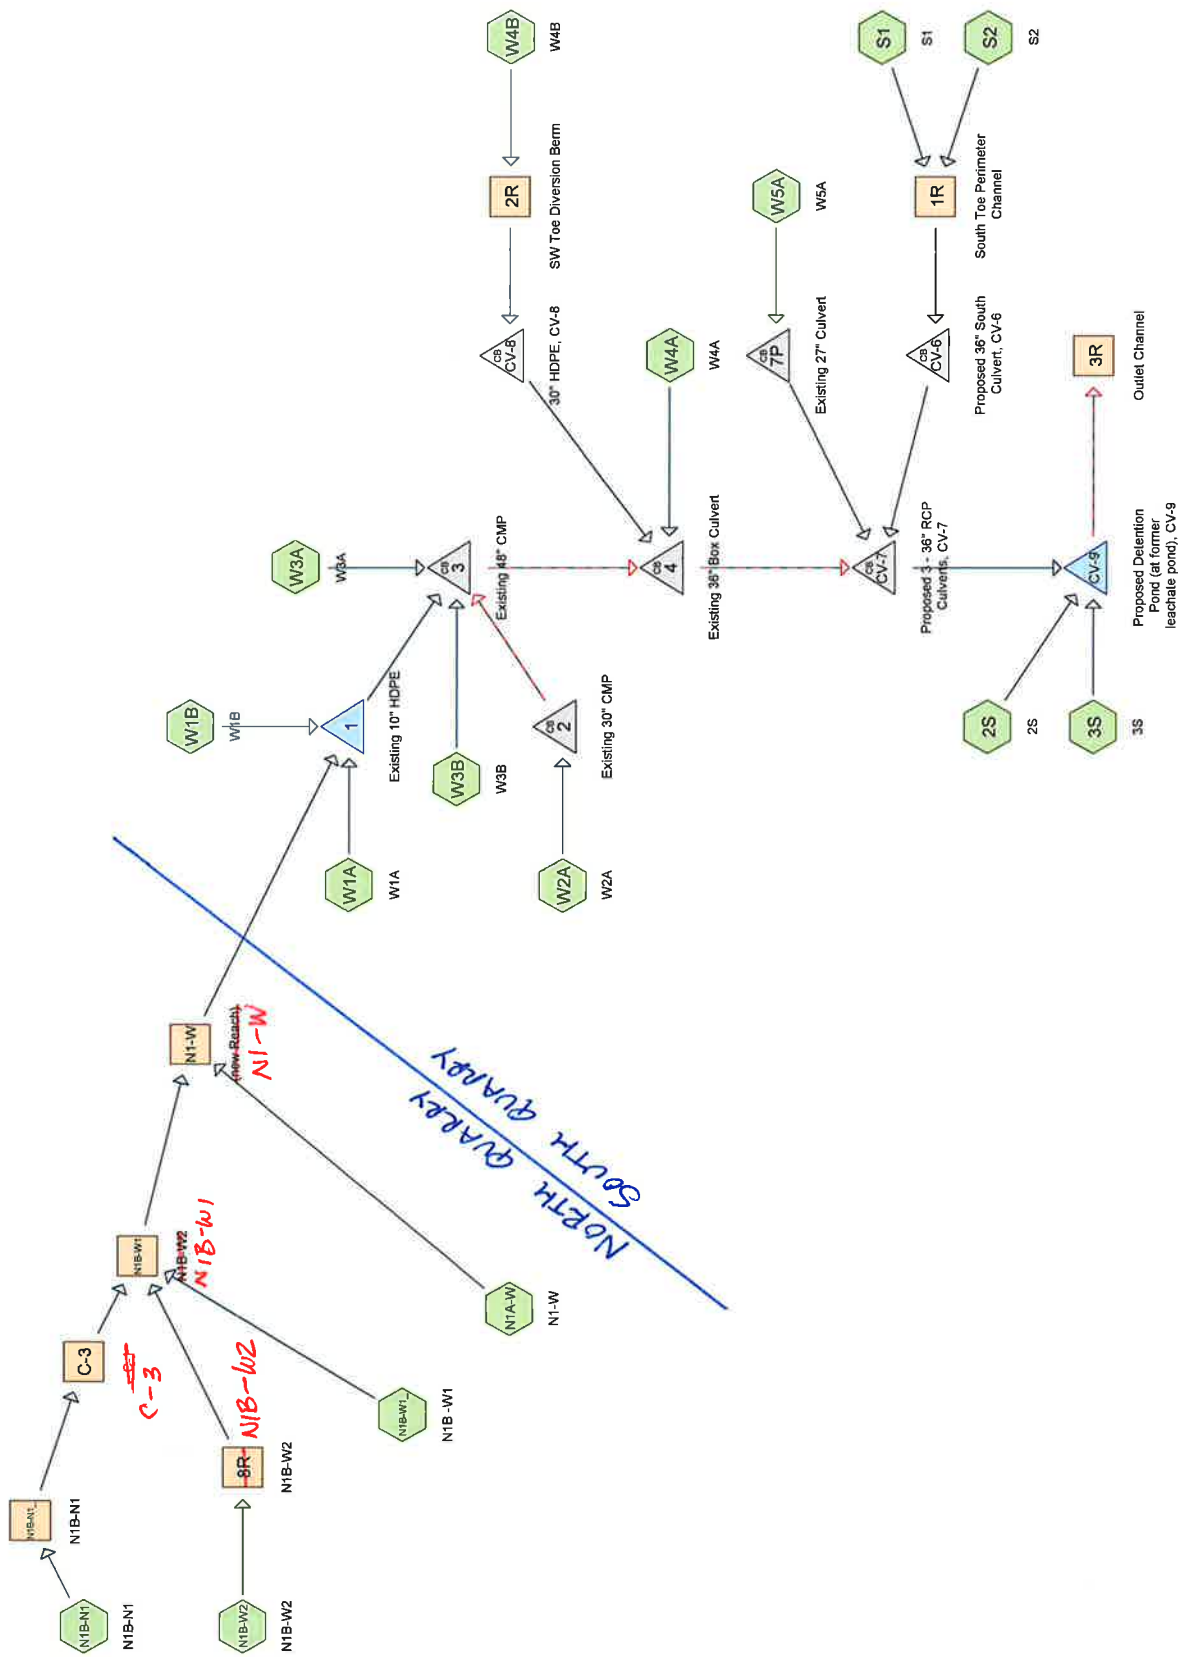 N1B-N1
N1B-N1
N1B-N1_
N1B-N1
N1B-W2
N1B-W2
8R
N1B-W2
N1B-W2
C-3
C-3
N1B-W1_
N1B -W1
N1B-W1
N1B-W2
N1B-W1
N1A-W
N1-W
N1-W
(new Reach)
N1-W
NORTH QUARRY
SOUTH QUARRY
W1A
W1A
W1B
W1B
1
Existing 10" HDPE
W2A
W2A
CB
2
Existing 30" CMP
W3B
W3B
W3A
W3A
CB
3
Existing 48" CMP
W4B
W4B
2R
SW Toe Diversion Berm
CB
CV-8
30" HDPE, CV-8
W4A
W4A
CB
4
Existing 36" Box Culvert
W5A
W5A
CB
7P
Existing 27" Culvert
S1
S1
S2
S2
1R
South Toe Perimeter
Channel
CB
CV-6
Proposed 36" South
Culvert, CV-6
CB
CV-7
Proposed 3 - 36" RCP
Culverts, CV-7
2S
2S
3S
3S
CV-9
Proposed Detention
Pond (at former
leachate pond), CV-9
3R
Outlet Channel